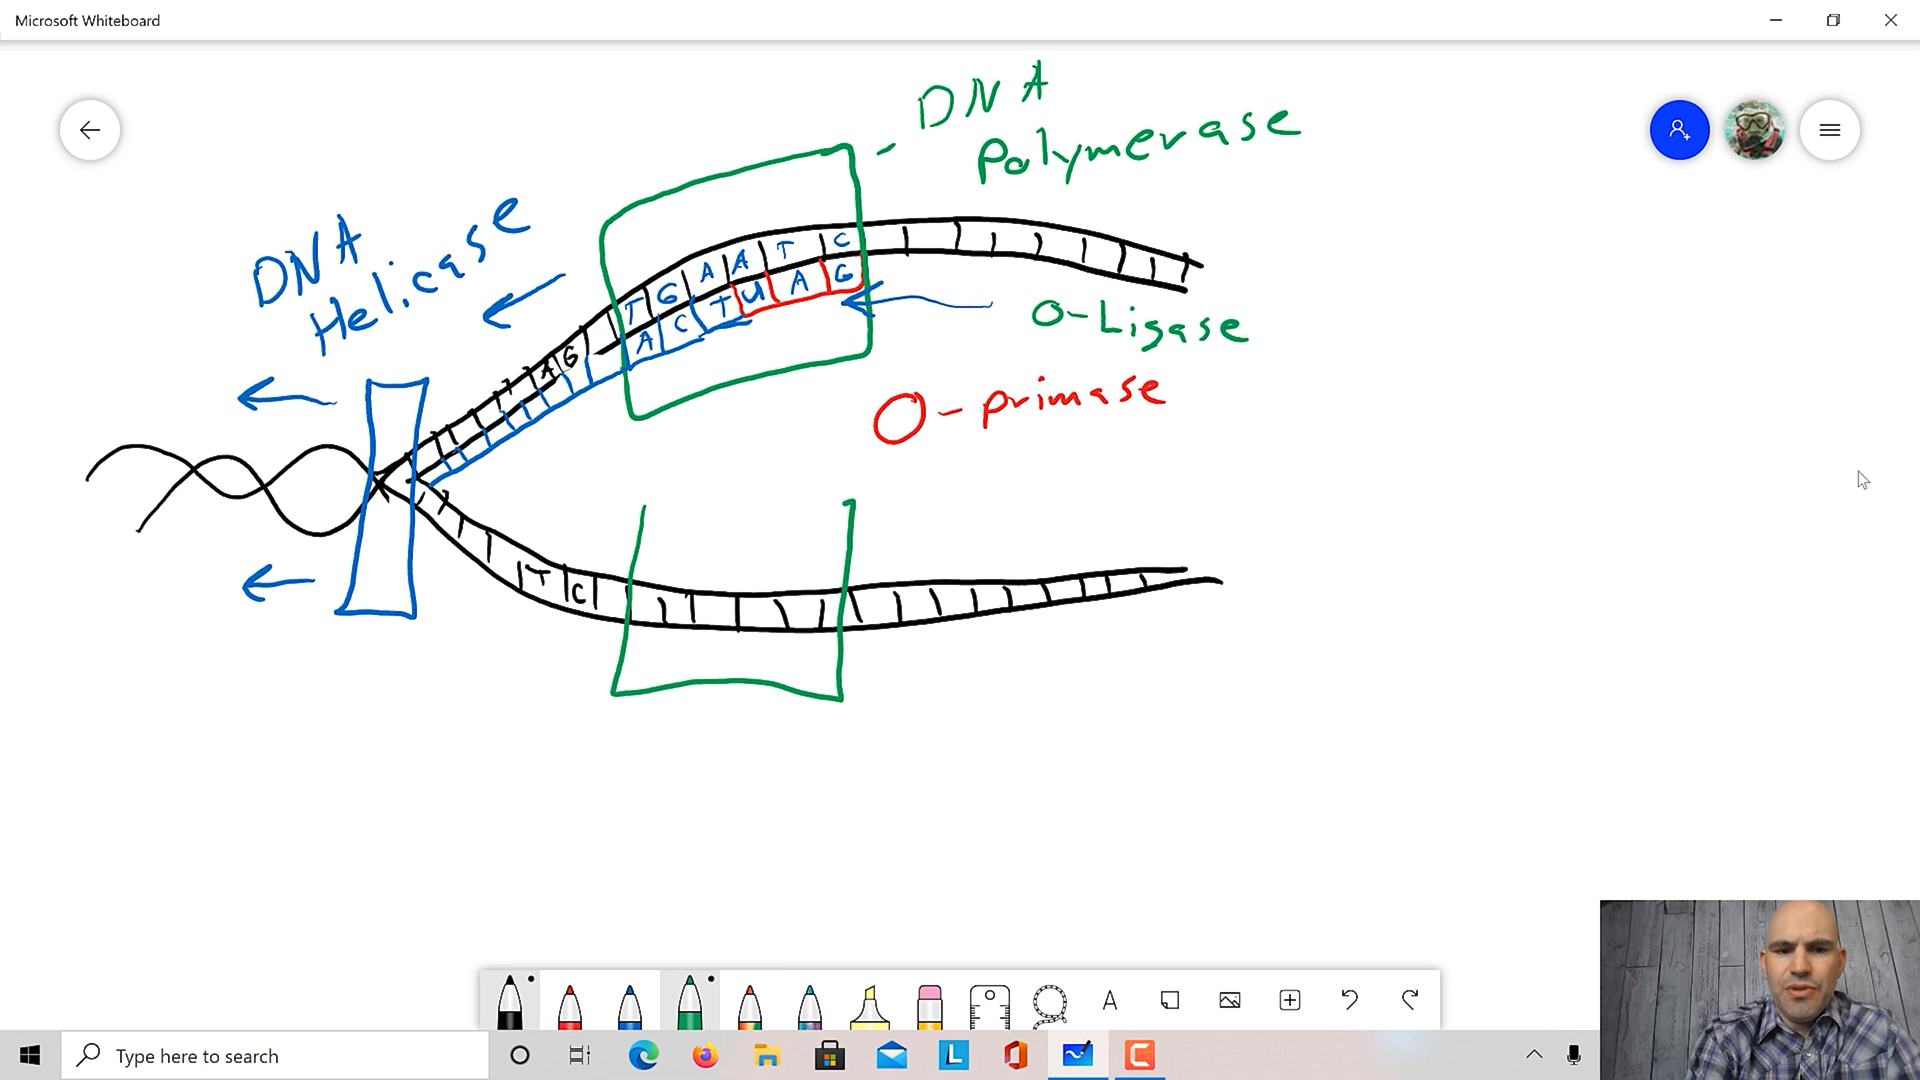 Microsoft Whiteboard
DNA
Polymerase
DNA
Helicase
T G A A T C
A C T U A G
A G
O-Ligase
O-primase
T C
A
Type here to search
L